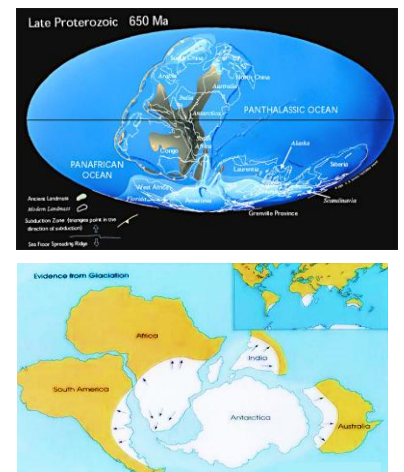 Late Proterozoic 650 Ma
South China
North China
Arabia
Australia
India
Antarctica
PANTHALASSIC OCEAN
Congo
Africa
Alaska
PANAFRICAN
OCEAN
Laurentia
Siberia
West Africa
Florida
Amazonia
Ancient Landmass
Modern Landmass
Scandinavia
Subduction Zone (triangles point in the
direction of subduction)
Grenville Province
Sea Floor Spreading Ridge
Evidence from Glaciation
Africa
India
South America
Antarctica
Australia